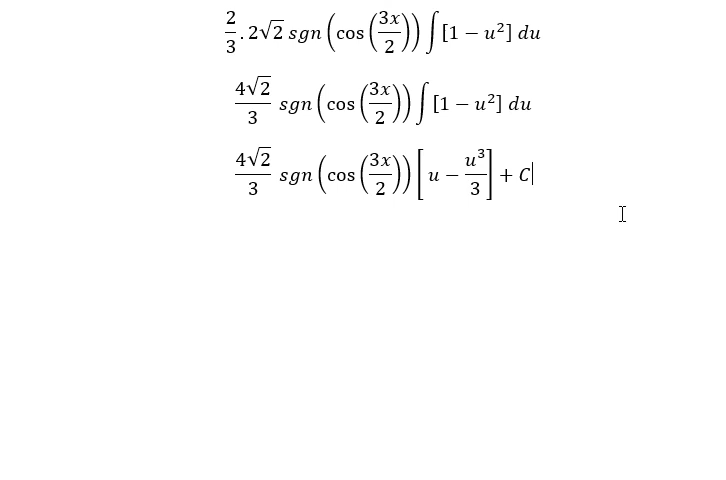 2/3 . 2√2 sgn (cos (3x/2)) ∫ [1 − u²] du
4√2/3 sgn (cos (3x/2)) ∫ [1 − u²] du
4√2/3 sgn (cos (3x/2)) [u − u³/3] + C